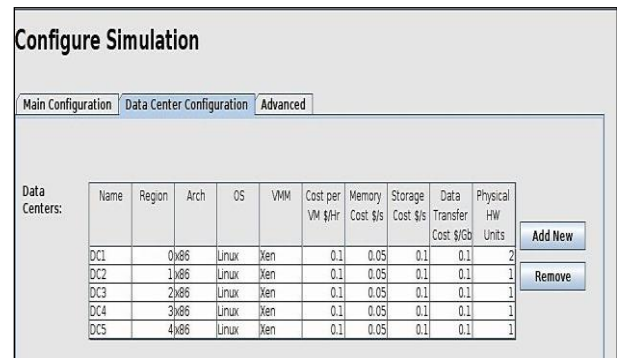 Configure Simulation
Main Configuration Data Center Configuration Advanced
Data Centers:
Name Region Arch OS VMM Cost per VM $/Hr Memory Cost $/s Storage Cost $/s Data Transfer Cost $/Gb Physical HW Units
DC1 0 x86 Linux Xen 0.1 0.05 0.1 0.1 2
DC2 1 x86 Linux Xen 0.1 0.05 0.1 0.1 1
DC3 2 x86 Linux Xen 0.1 0.05 0.1 0.1 1
DC4 3 x86 Linux Xen 0.1 0.05 0.1 0.1 1
DC5 4 x86 Linux Xen 0.1 0.05 0.1 0.1 1
Add New
Remove